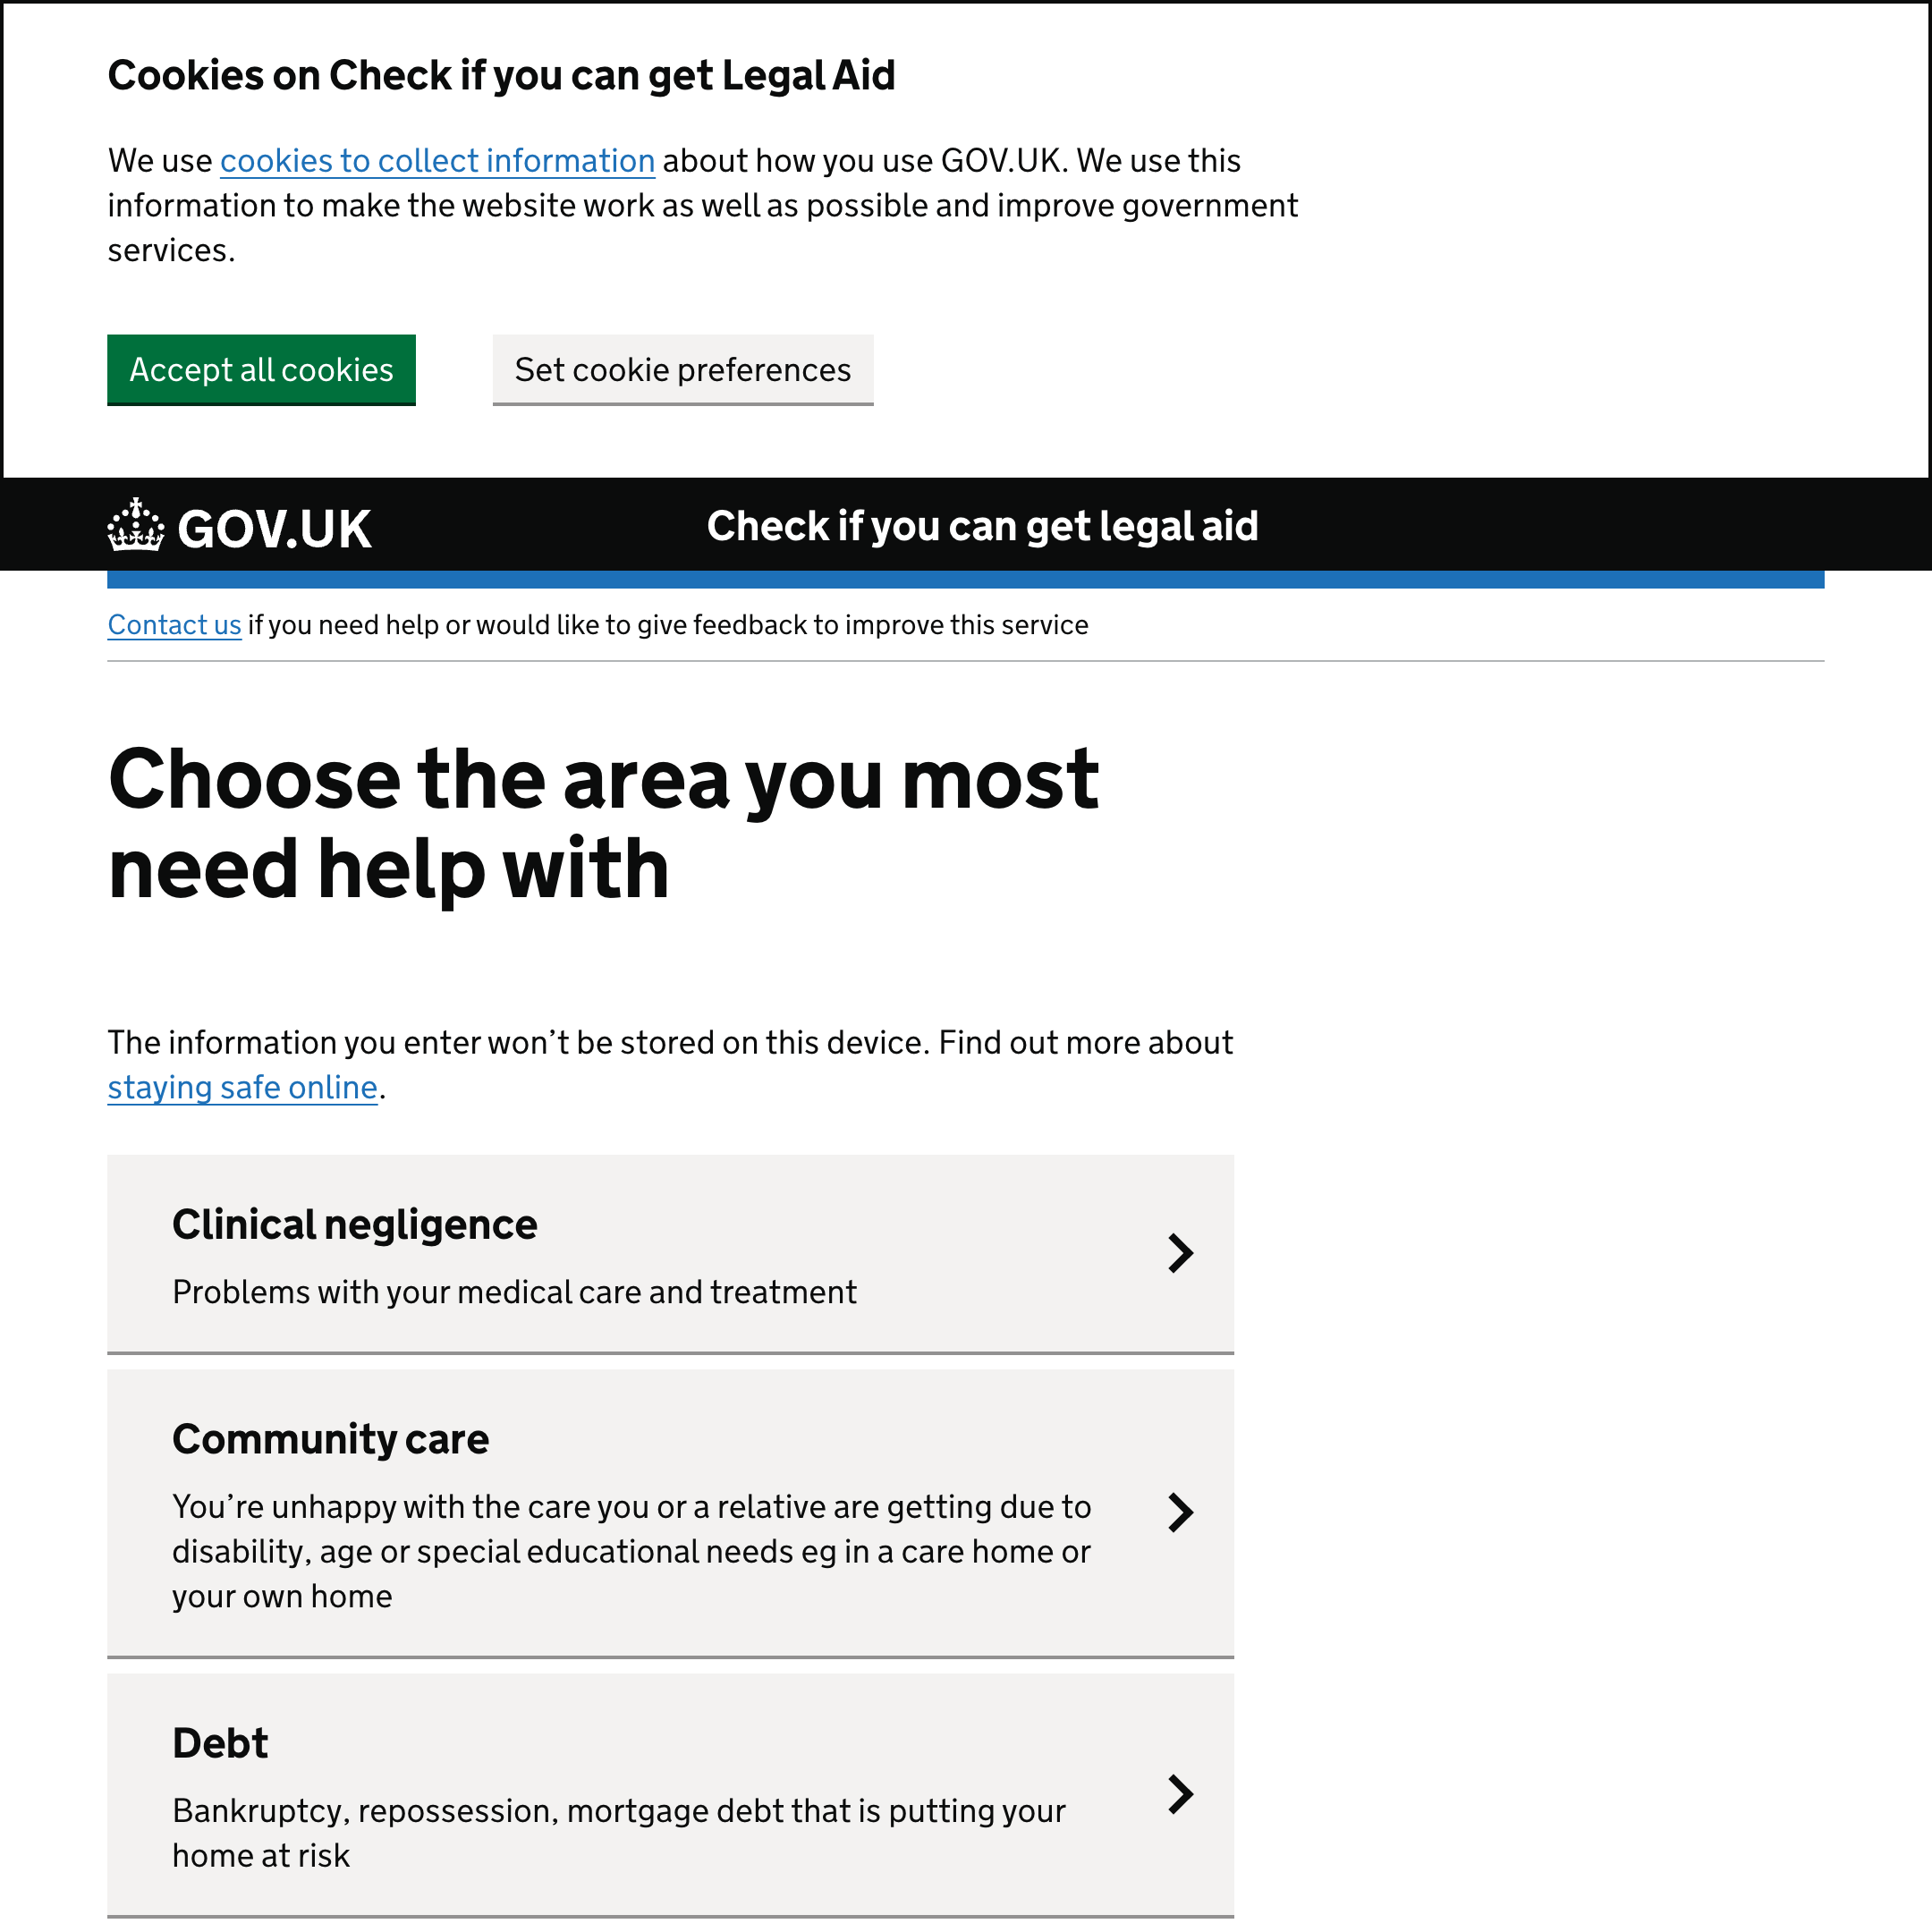 Cookies on Check if you can get Legal Aid
We use cookies to collect information about how you use GOV.UK. We use this
information to make the website work as well as possible and improve government
services.
Accept all cookies
Set cookie preferences
GOV.UK
Check if you can get legal aid
Contact us if you need help or would like to give feedback to improve this service
Choose the area you most
need help with
The information you enter won’t be stored on this device. Find out more about
staying safe online.
Clinical negligence
Problems with your medical care and treatment
Community care
You’re unhappy with the care you or a relative are getting due to
disability, age or special educational needs eg in a care home or
your own home
Debt
Bankruptcy, repossession, mortgage debt that is putting your
home at risk